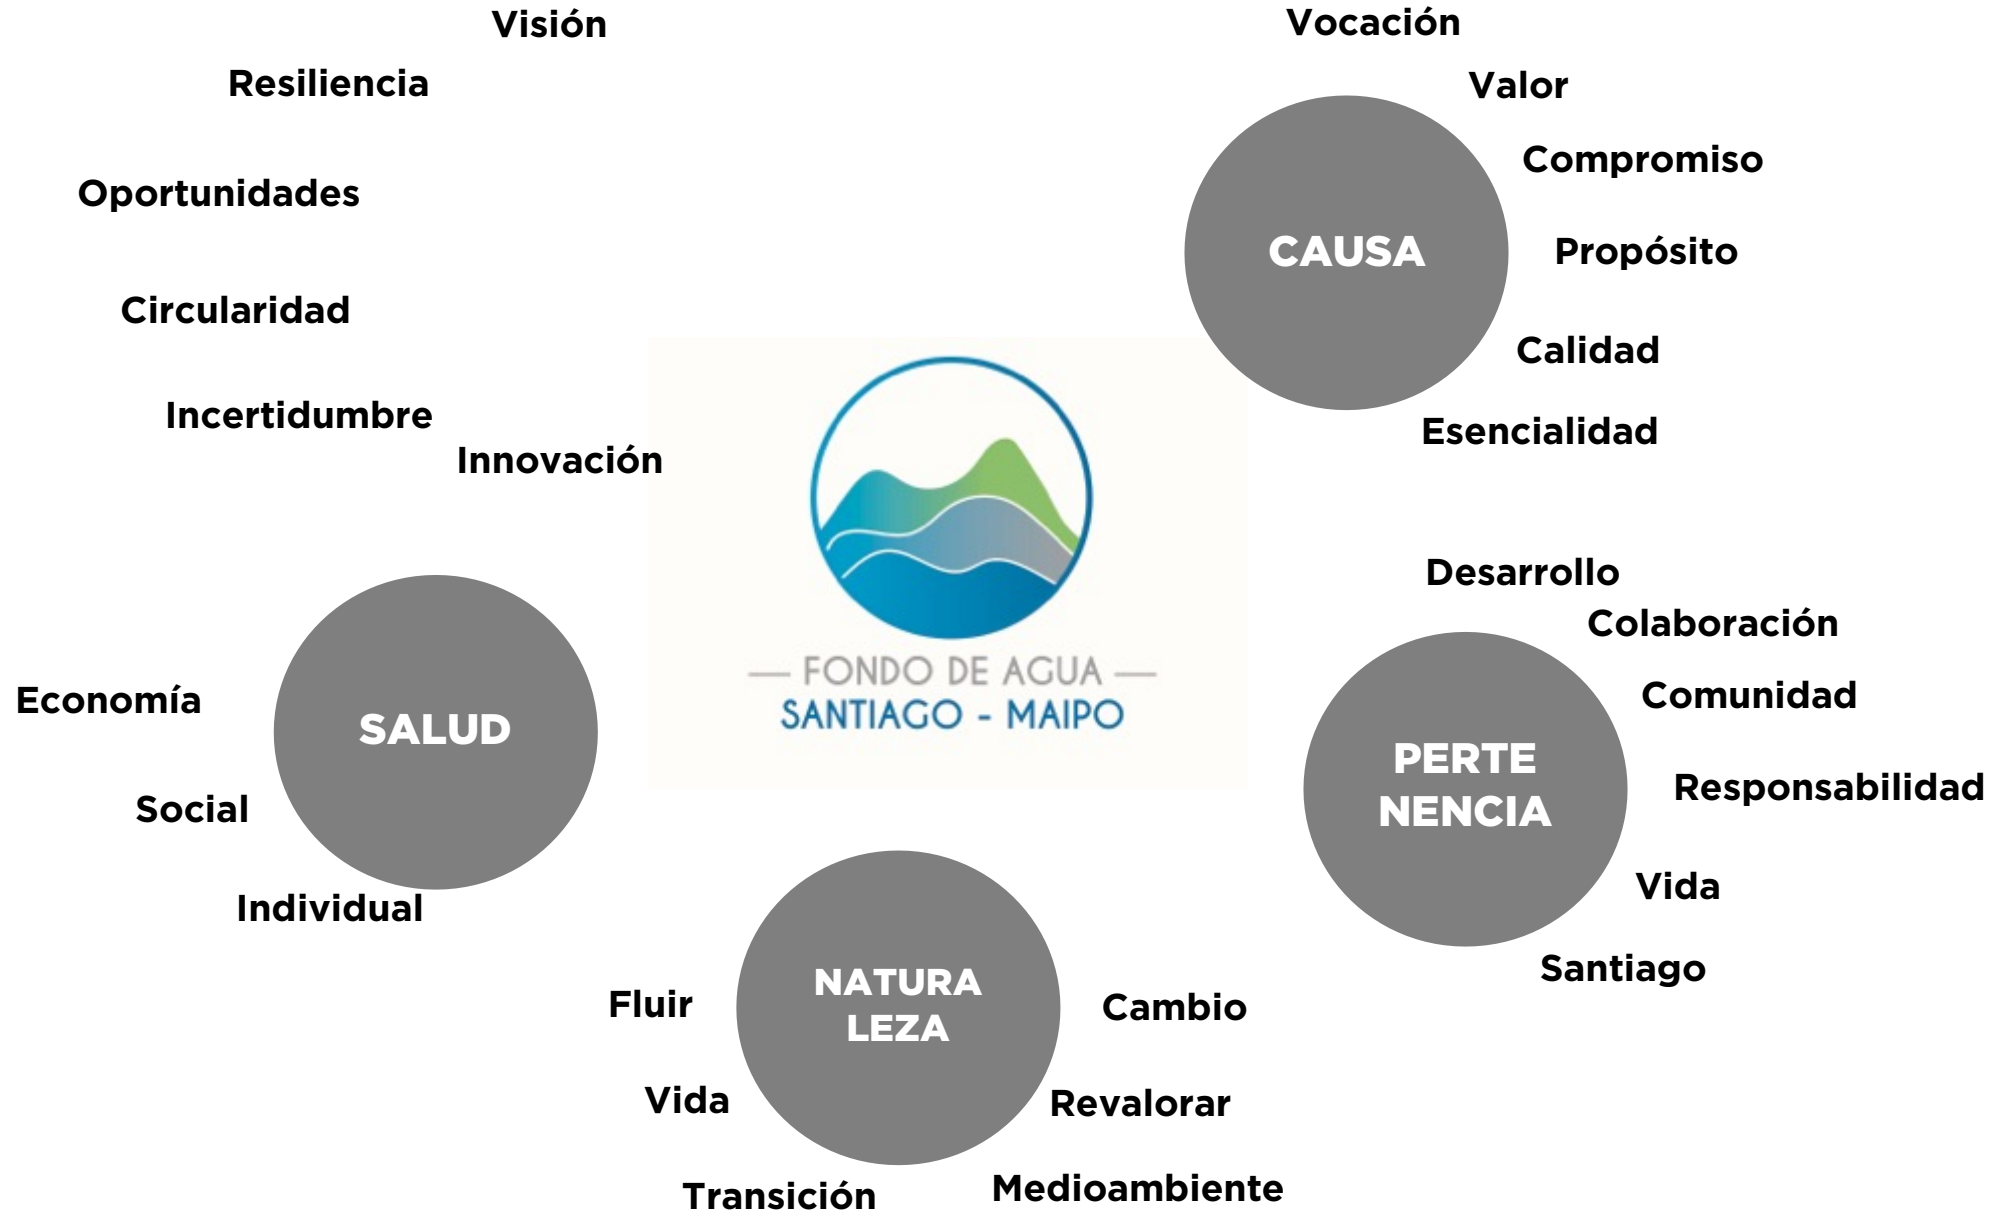 Visión
Resiliencia
Oportunidades
Circularidad
Incertidumbre
Innovación
Vocación
Valor
Compromiso
CAUSA
Propósito
Calidad
Esencialidad
— FONDO DE AGUA —
SANTIAGO - MAIPO
SALUD
Economía
Social
Individual
Desarrollo
Colaboración
Comunidad
PERTE
NENCIA
Responsabilidad
Vida
Santiago
NATURA
LEZA
Fluir
Vida
Transición
Cambio
Revalorar
Medioambiente